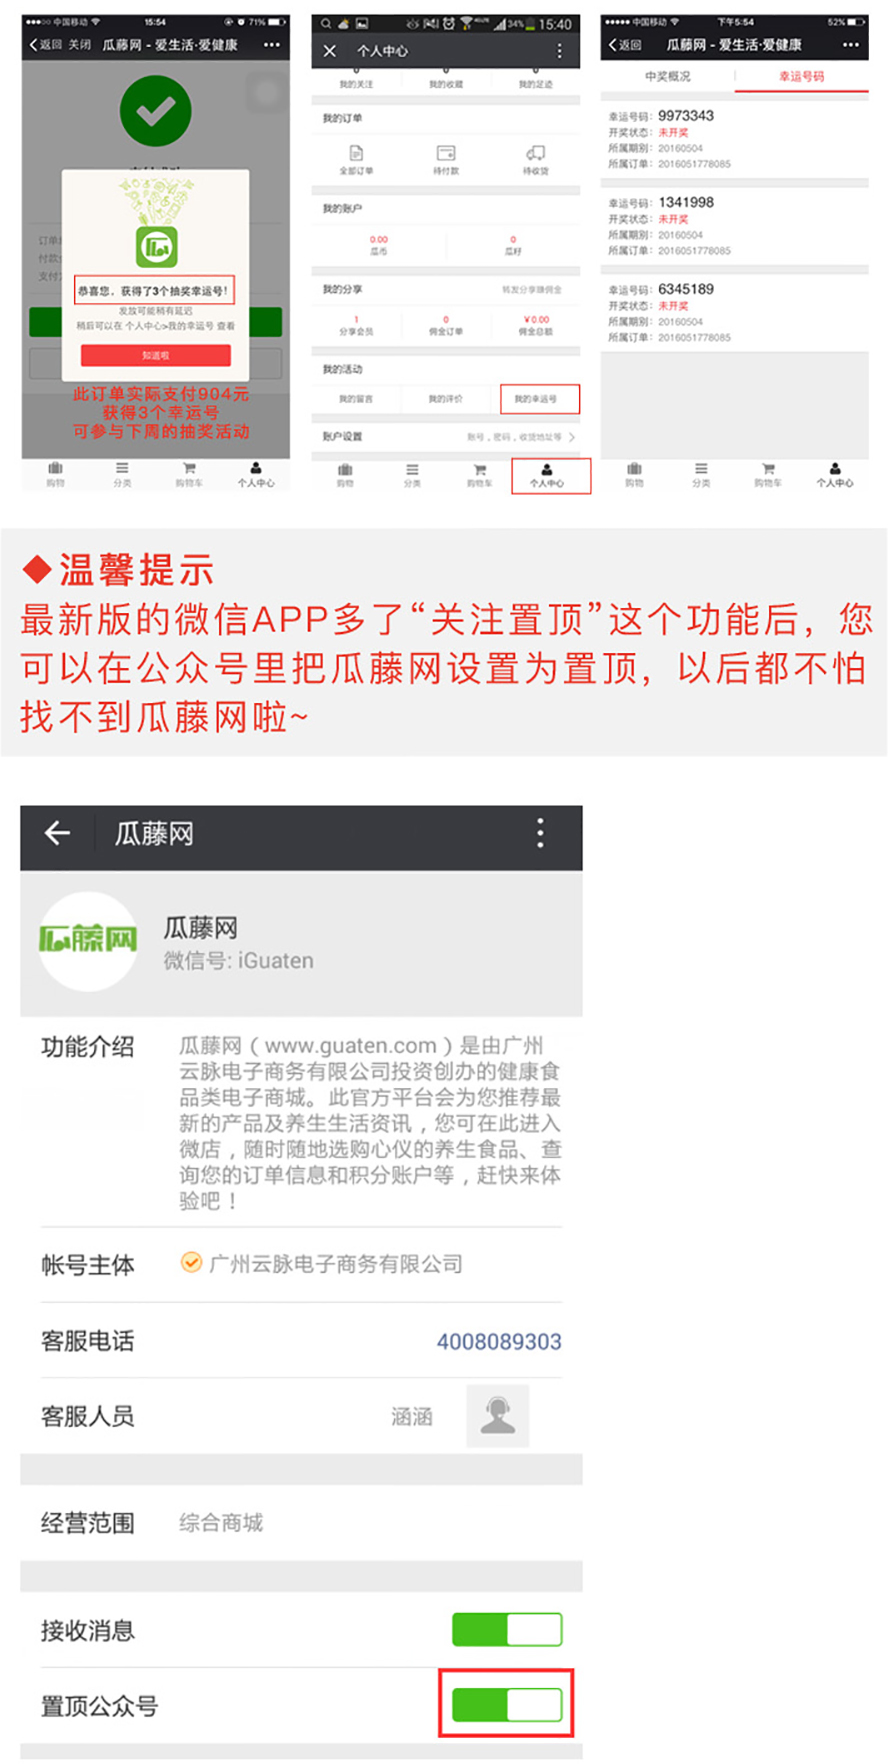 中国移动 15:54 71%
返回 关闭 瓜藤网 - 爱生活·爱健康
恭喜您,获得了3个抽奖幸运号!
发放可能稍有延迟
稍后可以在 个人中心>我的幸运号 查看
知道啦
此订单实际支付904元
获得3个幸运号
可参与下周的抽奖活动
购物 分类 购物车 个人中心
34% 15:40
个人中心
我的关注 我的收藏 我的足迹
我的订单
全部订单 待付款 待收货
我的账户
0.00 0
瓜币 瓜籽
我的分享 转发分享赚佣金
1 0 ¥0.00
分享会员 佣金订单 佣金总额
我的活动
我的留言 我的评价 我的幸运号
账户设置 账号,密码,收货地址等
购物 分类 购物车 个人中心
中国移动 下午5:54 52%
返回 瓜藤网 - 爱生活·爱健康
中奖概况 幸运号码
幸运号码: 9973343
开奖状态: 未开奖
所属期别: 20160504
所属订单: 2016051778085
幸运号码: 1341998
开奖状态: 未开奖
所属期别: 20160504
所属订单: 2016051778085
幸运号码: 6345189
开奖状态: 未开奖
所属期别: 20160504
所属订单: 2016051778085
购物 分类 购物车 个人中心
◆温馨提示
最新版的微信APP多了“关注置顶”这个功能后,您
可以在公众号里把瓜藤网设置为置顶,以后都不怕
找不到瓜藤网啦~
瓜藤网
瓜藤网
瓜藤网
微信号: iGuaten
功能介绍 瓜藤网(www.guaten.com)是由广州
云脉电子商务有限公司投资创办的健康食
品类电子商城。此官方平台会为您推荐最
新的产品及养生生活资讯,您可在此进入
微店,随时随地选购心仪的养生食品、查
询您的订单信息和积分账户等,赶快来体
验吧!
帐号主体 广州云脉电子商务有限公司
客服电话 4008089303
客服人员 涵涵
经营范围 综合商城
接收消息
置顶公众号